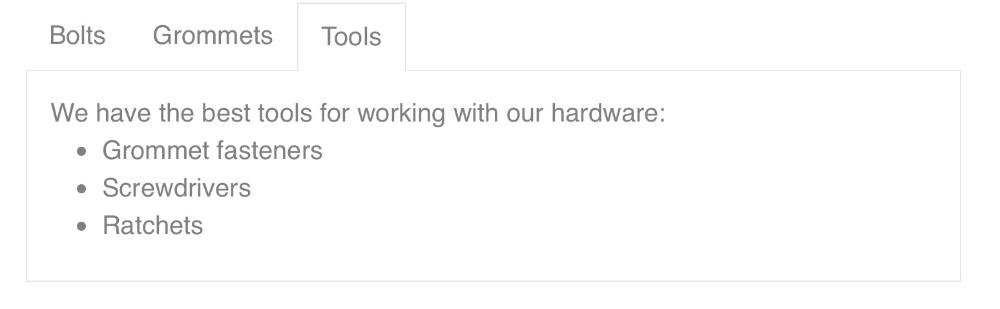 Bolts Grommets Tools
We have the best tools for working with our hardware:
• Grommet fasteners
• Screwdrivers
• Ratchets